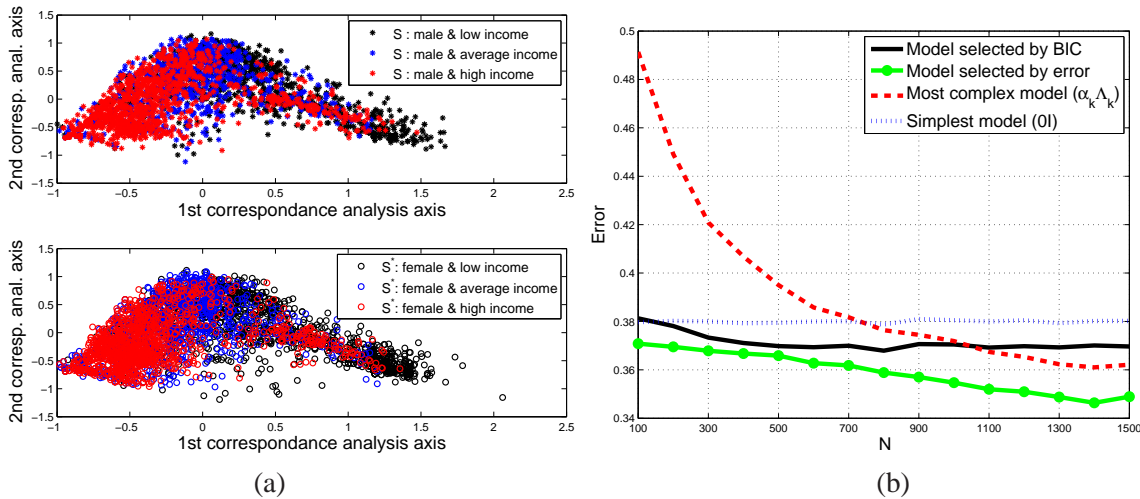 2nd corresp. anal. axis
1.5
1
0.5
0
−0.5
−1
−1.5
−1
−0.5
0
0.5
1
1.5
2
2.5
1st correspondance analysis axis
S : male & low income
S : male & average income
S : male & high income
2nd corresp. anal. axis
1.5
1
0.5
0
−0.5
−1
−1.5
−1
−0.5
0
0.5
1
1.5
2
2.5
1st correspondance analysis axis
S*: female & low income
S*: female & average income
S*: female & high income
(a)
Error
0.5
0.48
0.46
0.44
0.42
0.4
0.38
0.36
0.34
100
300
500
700
900
1100
1300
1500
N
Model selected by BIC
Model selected by error
Most complex model (αkΛk)
Simplest model (0I)
(b)